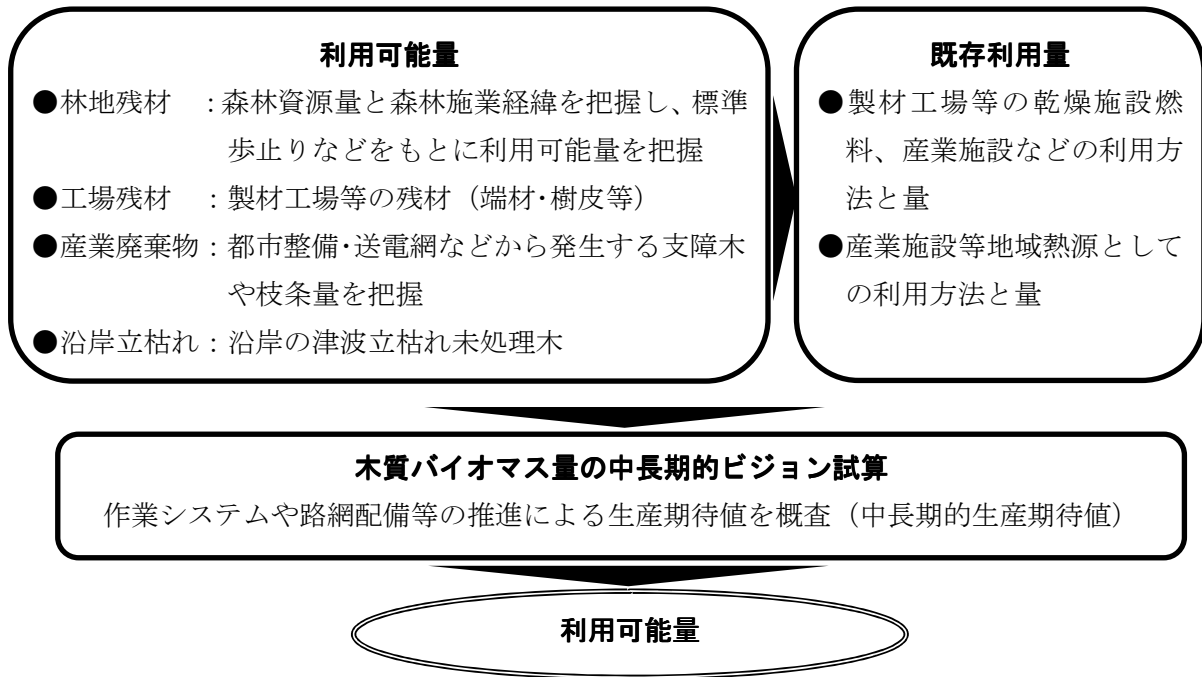 利用可能量
●林地残材 ：森林資源量と森林施業経緯を把握し、標準
歩止りなどをもとに利用可能量を把握
●工場残材 ：製材工場等の残材（端材･樹皮等）
●産業廃棄物：都市整備･送電網などから発生する支障木
や枝条量を把握
●沿岸立枯れ：沿岸の津波立枯れ未処理木
既存利用量
●製材工場等の乾燥施設燃
料、産業施設などの利用方
法と量
●産業施設等地域熱源として
の利用方法と量
木質バイオマス量の中長期的ビジョン試算
作業システムや路網配備等の推進による生産期待値を概査（中長期的生産期待値）
利用可能量